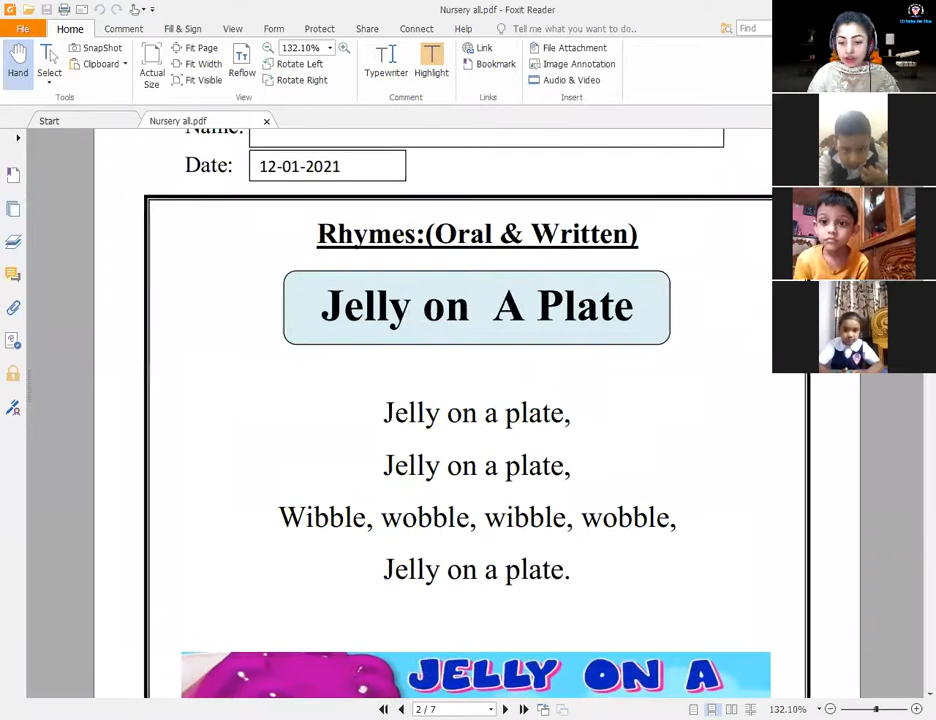 Nursery all.pdf - Foxit Reader
File Home Comment Fill & Sign View Form Protect Share Connect Help Tell me what you want to do.. Find
Hand
Select
SnapShot
Clipboard
Tools
Actual Size
Fit Page
Fit Width
Fit Visible
Reflow
132.10%
Rotate Left
Rotate Right
View
Typewriter
Highlight
Comment
Link
Bookmark
Links
File Attachment
Image Annotation
Audio & Video
Insert
Start Nursery all.pdf
Name:
Date: 12-01-2021
Rhymes:(Oral & Written)
Jelly on A Plate
Jelly on a plate,
Jelly on a plate,
Wibble, wobble, wibble, wobble,
Jelly on a plate.
JELLY ON A
2 / 7
132.10%